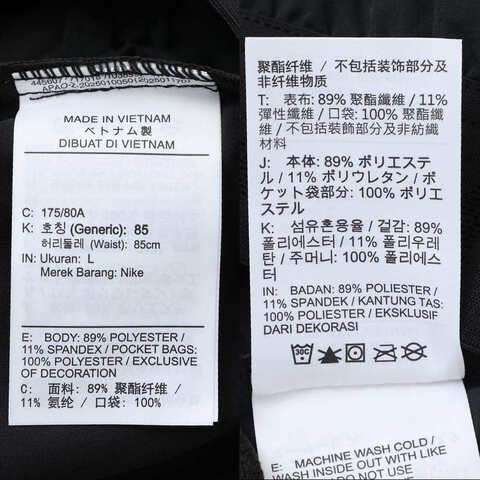 MADE IN VIETNAM
ベトナム製
DIBUAT DI VIETNAM
C: 175/80A
K: 호칭 (Generic): 85
허리둘레 (Waist): 85cm
IN: Ukuran: L
Merek Barang: Nike
E: BODY: 89% POLYESTER /
11% SPANDEX / POCKET BAGS:
100% POLYESTER / EXCLUSIVE
OF DECORATION
C: 面料: 89% 聚酯纤维 /
11% 氨纶 / 口袋: 100%
聚酯纤维 / 不包括装饰部分及
非纤维物质
T: 表布: 89% 聚酯纖維 / 11%
彈性纖維 / 口袋: 100% 聚酯
纖維 / 不包括裝飾部分及非紡織
材料
J: 本体: 89% ポリエステ
ル / 11% ポリウレタン / ポ
ケット袋部分: 100% ポリエ
ステル
K: 섬유혼용율 / 겉감: 89%
폴리에스터 / 11% 폴리우레
탄 / 주머니: 100% 폴리에스
터
IN: BADAN: 89% POLIESTER /
11% SPANDEKS / KANTUNG TAS:
100% POLIESTER / EKSKLUSIF
DARI DEKORASI
30C
E: MACHINE WASH COLD /
WASH INSIDE OUT WITH LIKE